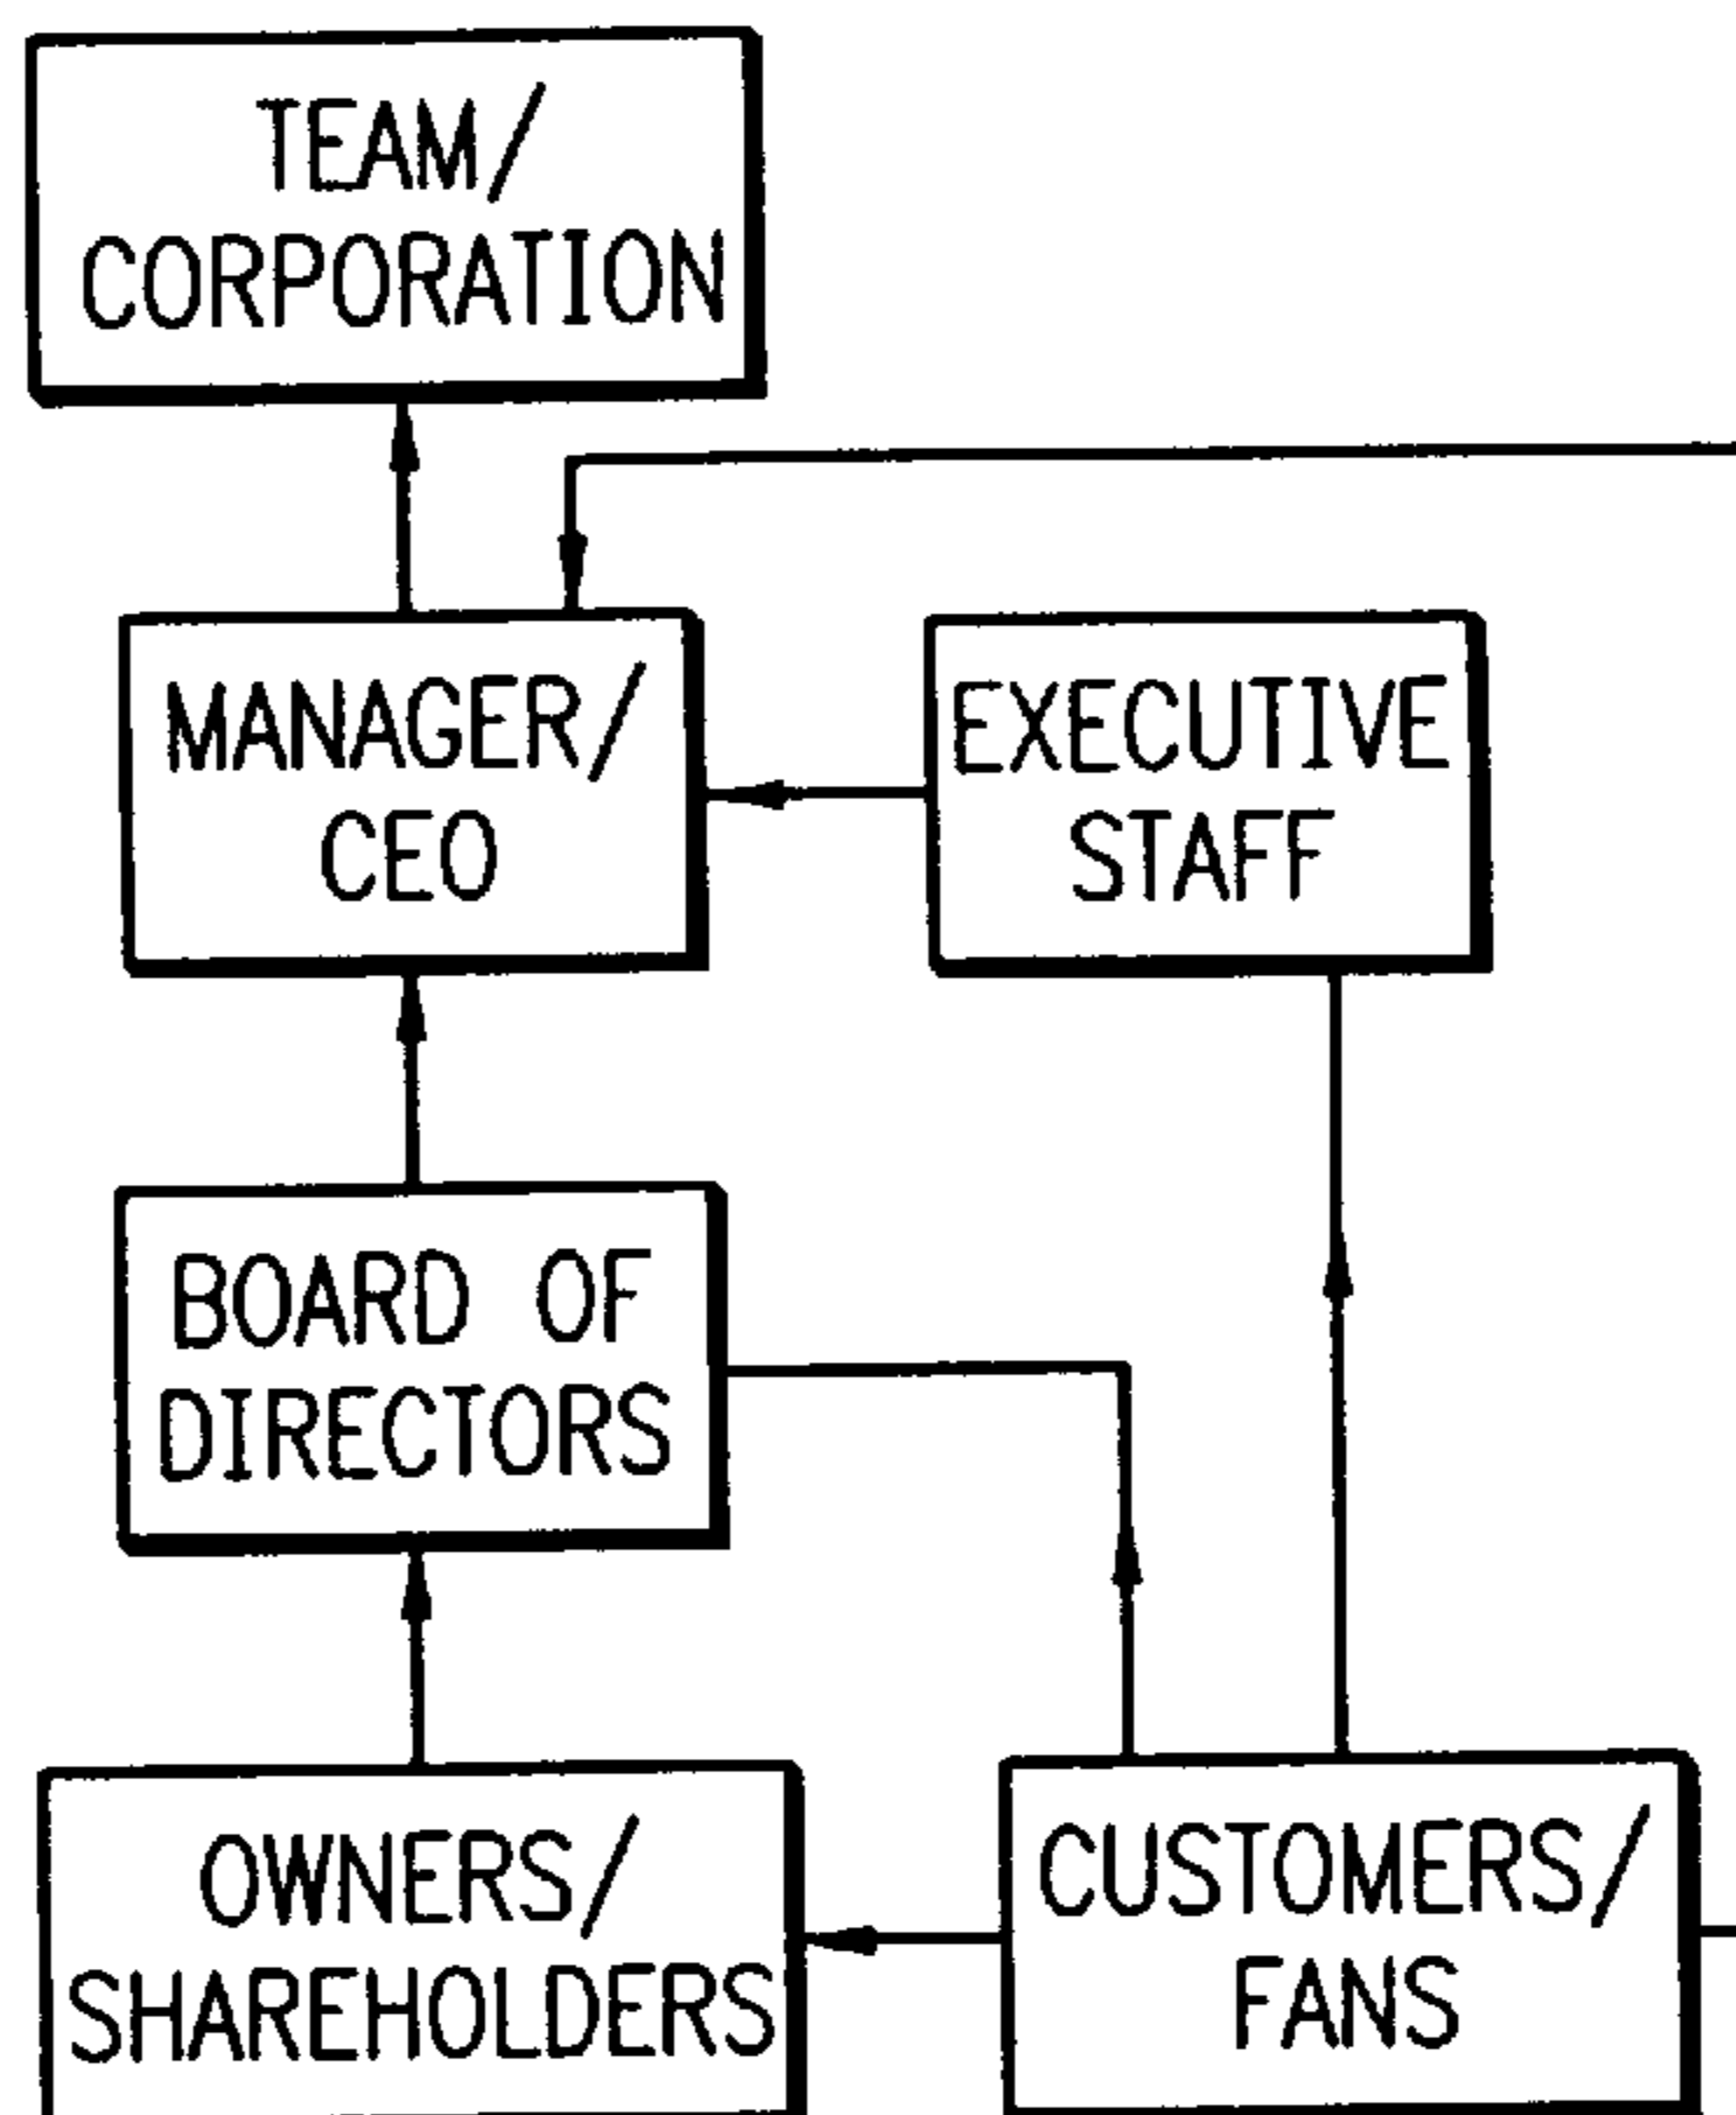 TEAM/
CORPORATION
MANAGER/
CEO
EXECUTIVE
STAFF
BOARD OF
DIRECTORS
OWNERS/
SHAREHOLDERS
CUSTOMERS/
FANS